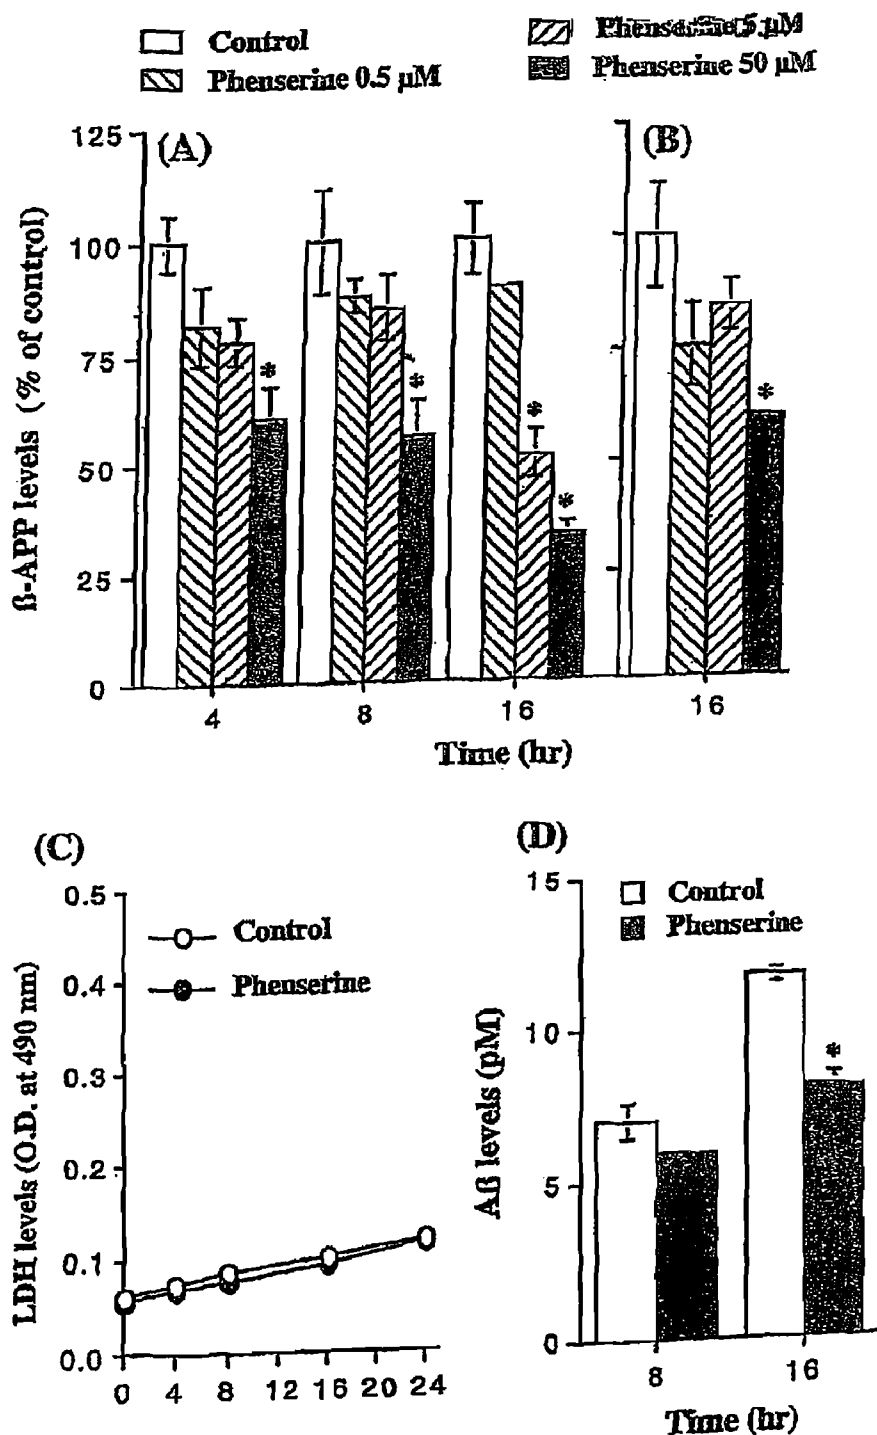 Control
Phenserine 0.5 µM
Phenserine 5 µM
Phenserine 50 µM
(A)
(B)
ß-APP levels (% of control)
125
100
75
50
25
0
*
*
*
*
*
4
8
16
16
Time (hr)
(C)
LDH levels (O.D. at 490 nm)
0.5
0.4
0.3
0.2
0.1
0.0
Control
Phenserine
0 4 8 12 16 20 24
(D)
Aß levels (pM)
15
10
5
0
Control
Phenserine
*
8
16
Time (hr)